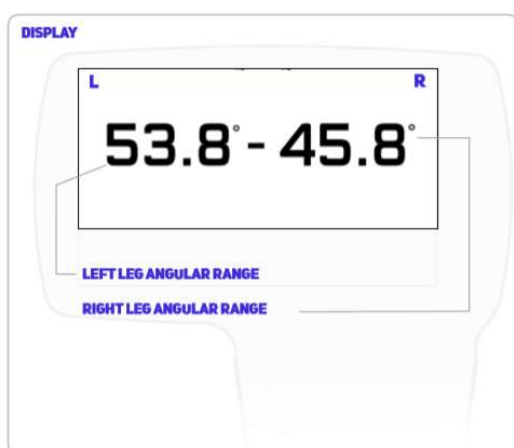 DISPLAY
L R
53.8° - 45.8°
LEFT LEG ANGULAR RANGE
RIGHT LEG ANGULAR RANGE